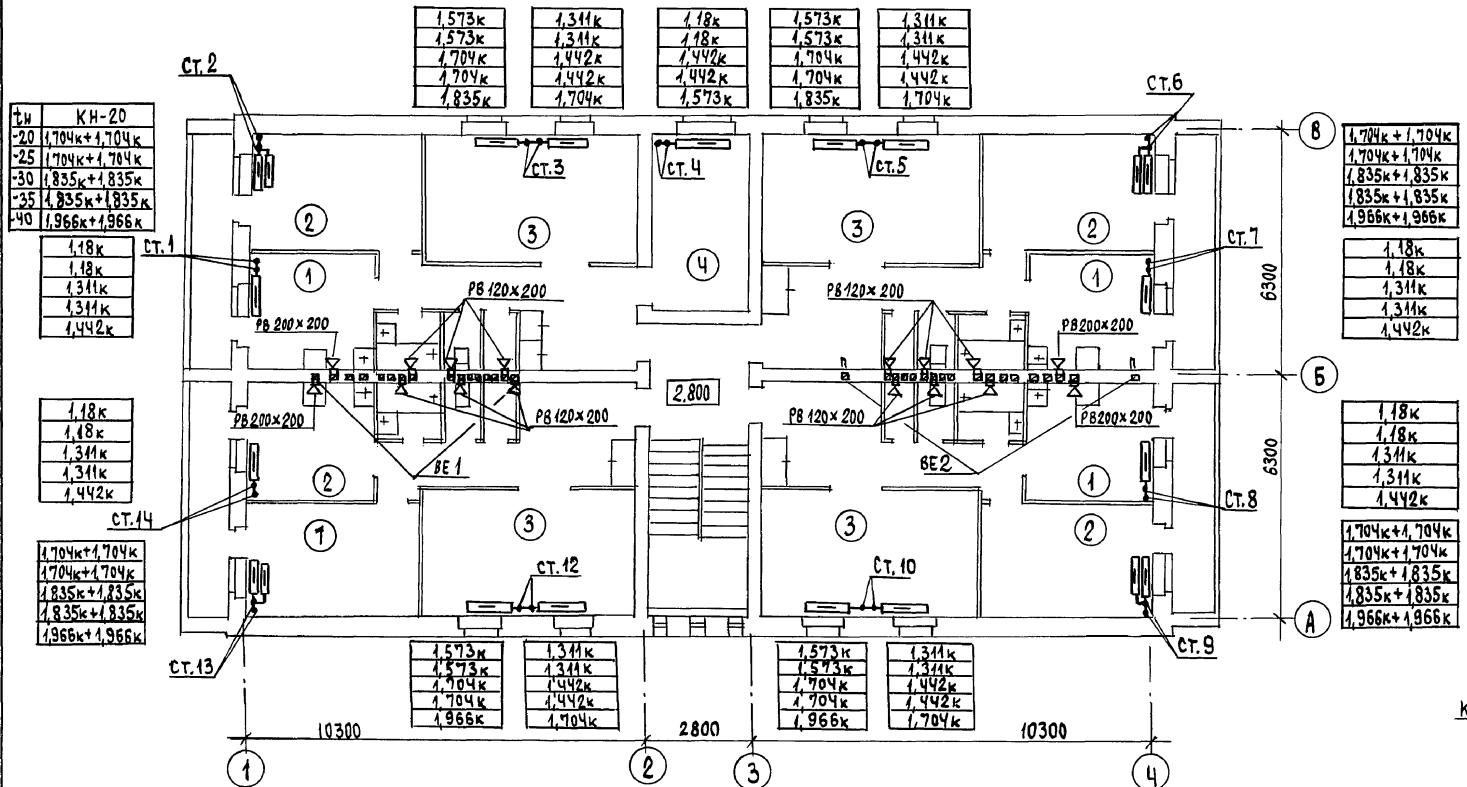 1,573к
1,573к
1,704к
1,704к
1,835к
1,311к
1,311к
1,442к
1,442к
1,704к
1,18к
1,18к
1,442к
1,442к
1,573к
1,573к
1,573к
1,704к
1,704к
1,835к
1,311к
1,311к
1,442к
1,442к
1,704к
СТ.2
СТ.6
tн КН-20
-20 1,704к+1,704к
-25 1,704к+1,704к
-30 1,835к+1,835к
-35 1,835к+1,835к
-40 1,966к+1,966к
СТ.3
СТ.4
СТ.5
В
1,704к+1,704к
1,704к+1,704к
1,835к+1,835к
1,835к+1,835к
1,966к+1,966к
2
3
3
2
1,18к
1,18к
1,311к
1,311к
1,442к
СТ.1
1
4
1
СТ.7
1,18к
1,18к
1,311к
1,311к
1,442к
6300
РВ 120×200
РВ 120×200
РВ 200×200
РВ200×200
2,800
Б
РВ 200×200
РВ 120×200
РВ 120×200
РВ200×200
1,18к
1,18к
1,311к
1,311к
1,442к
ВЕ1
ВЕ2
1,18к
1,18к
1,311к
1,311к
1,442к
6300
2
1
СТ.14
СТ.8
7
3
3
2
1,704к+1,704к
1,704к+1,704к
1,835к+1,835к
1,835к+1,835к
1,966к+1,966к
СТ.12
СТ.10
1,704к+1,704к
1,704к+1,704к
1,835к+1,835к
1,835к+1,835к
1,966к+1,966к
А
СТ.13
СТ.9
1,573к
1,573к
1,704к
1,704к
1,966к
1,311к
1,311к
1,442к
1,442к
1,704к
1,573к
1,573к
1,704к
1,704к
1,966к
1,311к
1,311к
1,442к
1,442к
1,704к
К
10300
2800
10300
1
2
3
4